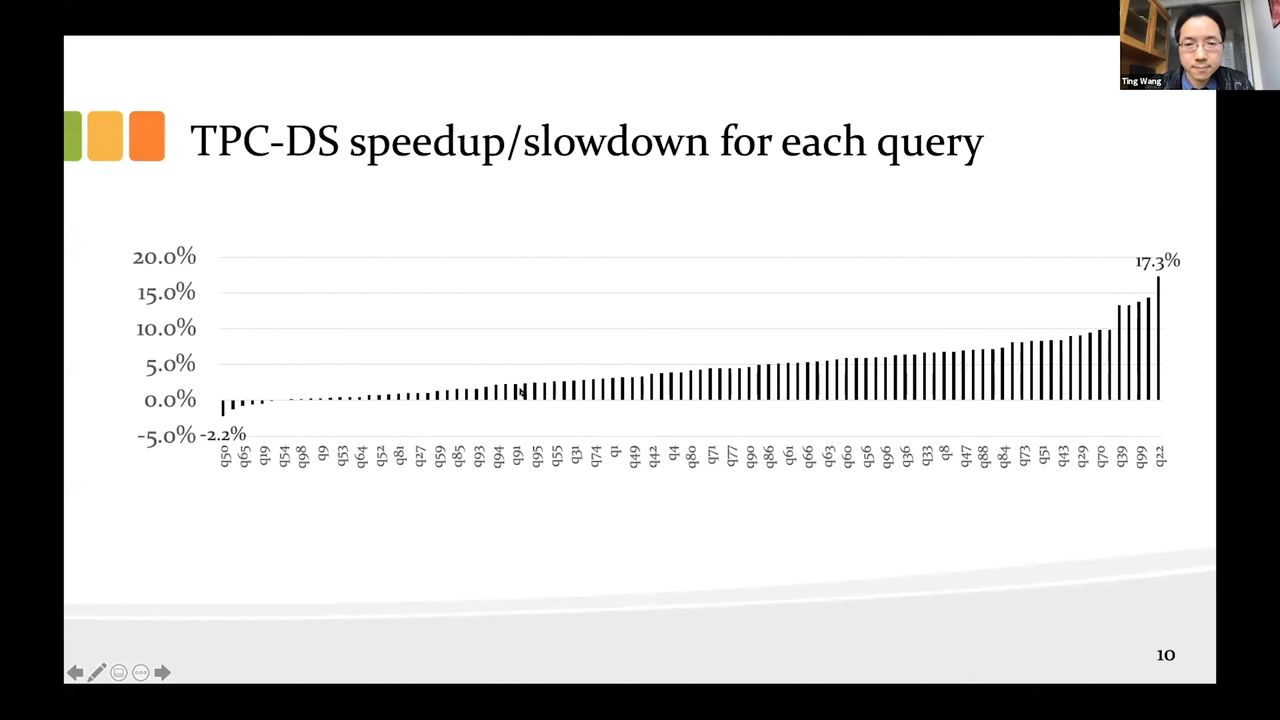 Ting Wang
TPC-DS speedup/slowdown for each query
20.0%
17.3%
15.0%
10.0%
5.0%
0.0%
-5.0%
-2.2%
q50
q65
q19
q54
q98
q9
q53
q64
q52
q81
q27
q59
q85
q93
q94
q91
q95
q55
q31
q74
q1
q49
q42
q4
q80
q71
q77
q90
q86
q61
q66
q63
q60
q56
q96
q36
q33
q8
q47
q88
q84
q73
q51
q43
q29
q70
q39
q99
q22
10